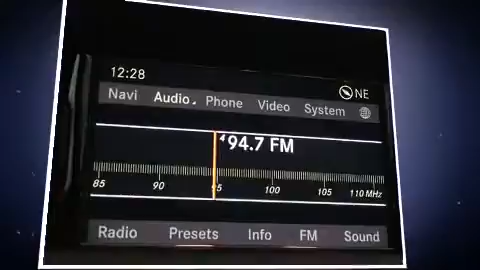 12:28
NE
Navi Audio Phone Video System
94.7 FM
85 90 95 100 105 110 MHz
Radio Presets Info FM Sound